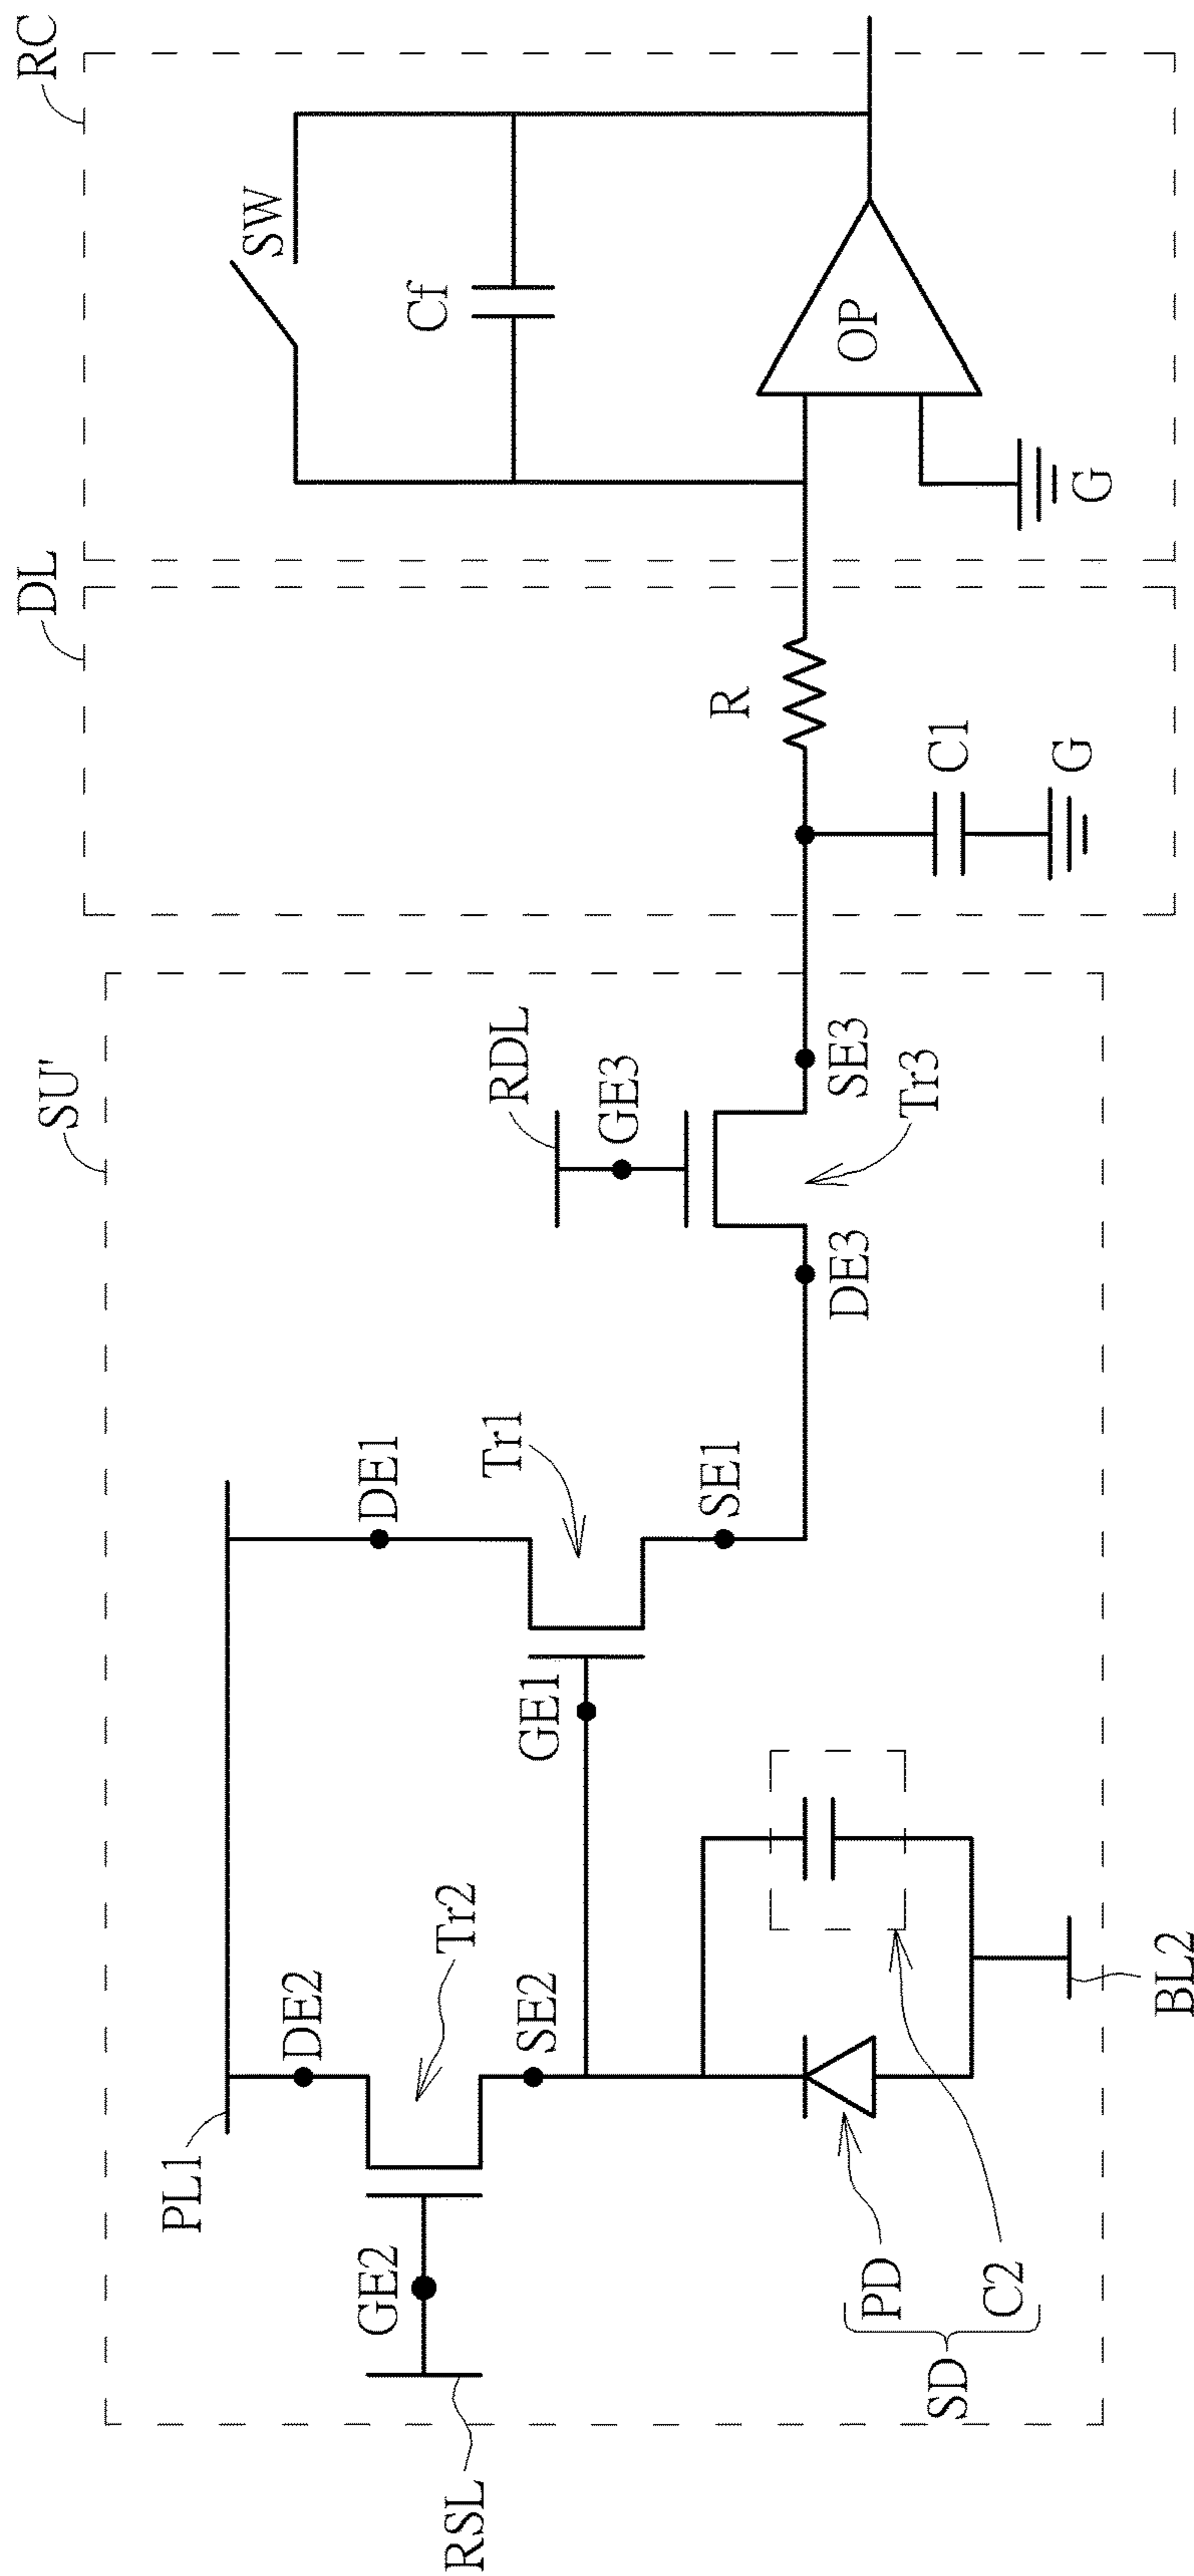 SU'
DL
RC
PL1
DE2
Tr2
SE2
GE2
RSL
DE1
Tr1
SE1
GE1
RDL
GE3
SE3
Tr3
DE3
PD
C2
SD
BL2
R
C1
G
SW
Cf
OP
G